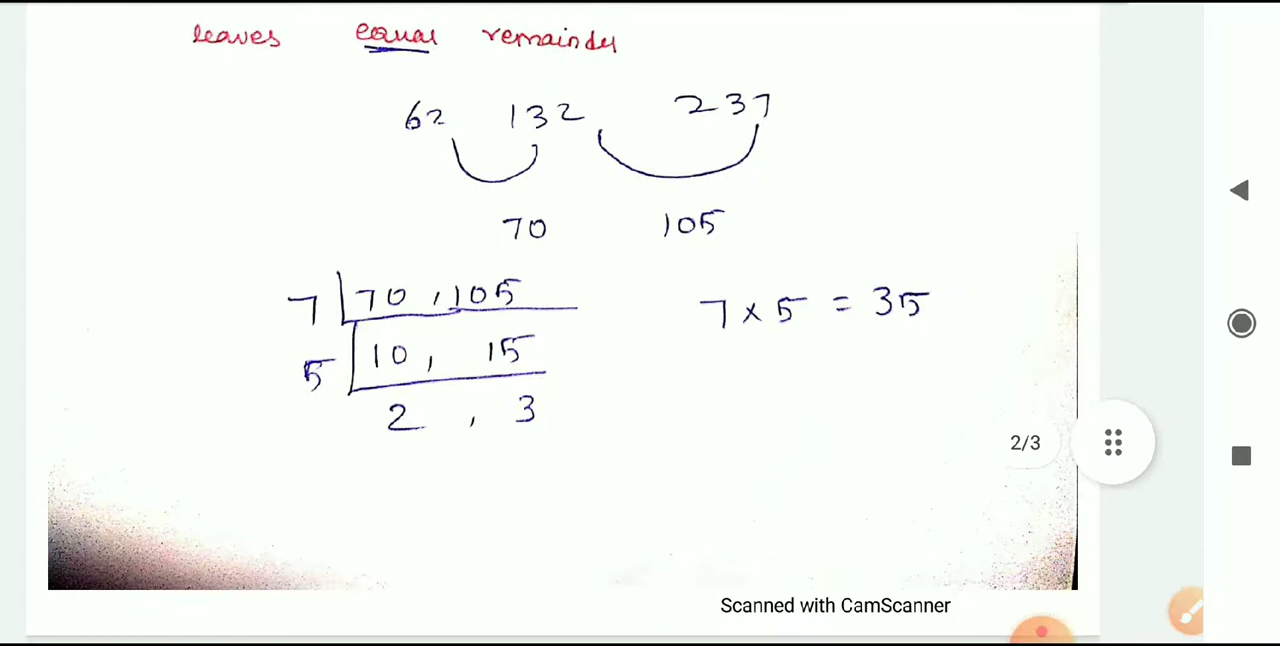 leaves equal remainder
62 132 237
70 105
7 70 , 105 7 x 5 = 35
5 10 , 15
2 , 3
2/3
Scanned with CamScanner